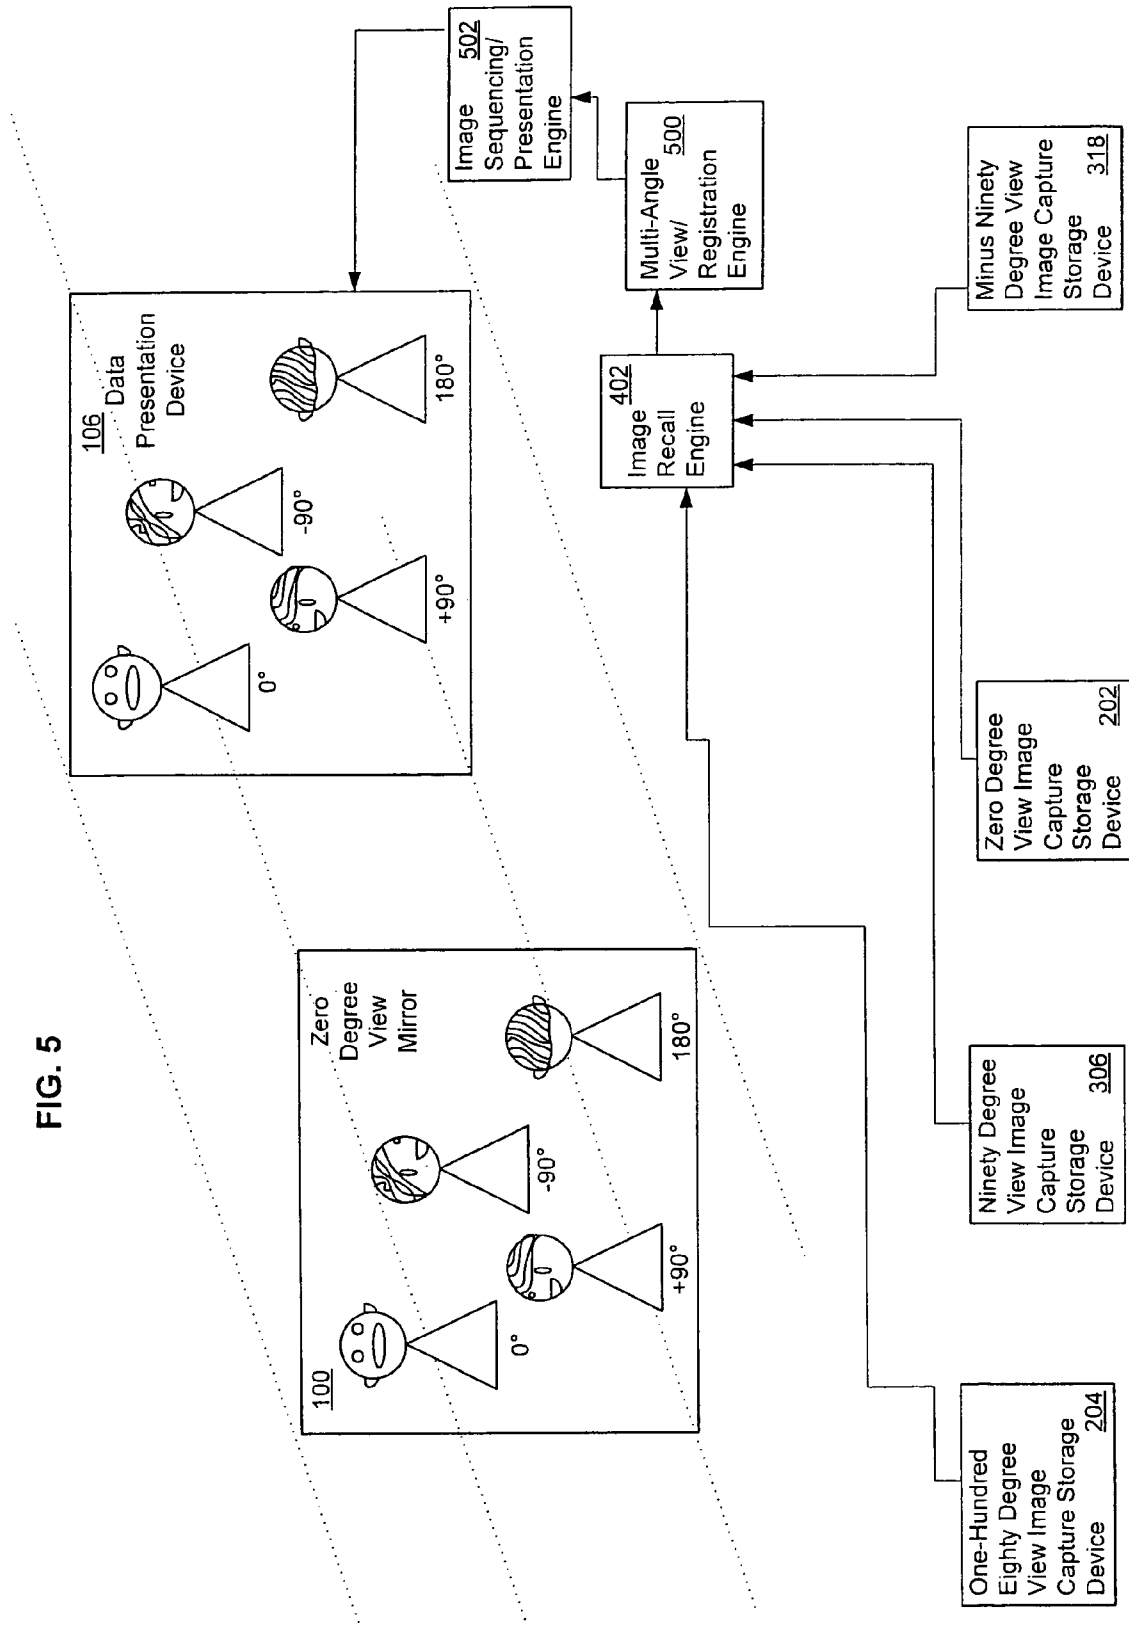 FIG. 5
100
Zero
Degree
View
Mirror
0°
-90°
+90°
180°
106 Data
Presentation
Device
0°
-90°
+90°
180°
Image 502
Sequencing/
Presentation
Engine
Multi-Angle
View/ 500
Registration
Engine
Image 402
Recall
Engine
One-Hundred
Eighty Degree
View Image
Capture Storage
Device 204
Ninety Degree
View Image
Capture
Storage
Device 306
Zero Degree
View Image
Capture
Storage
Device 202
Minus Ninety
Degree View
Image Capture
Storage
Device 318